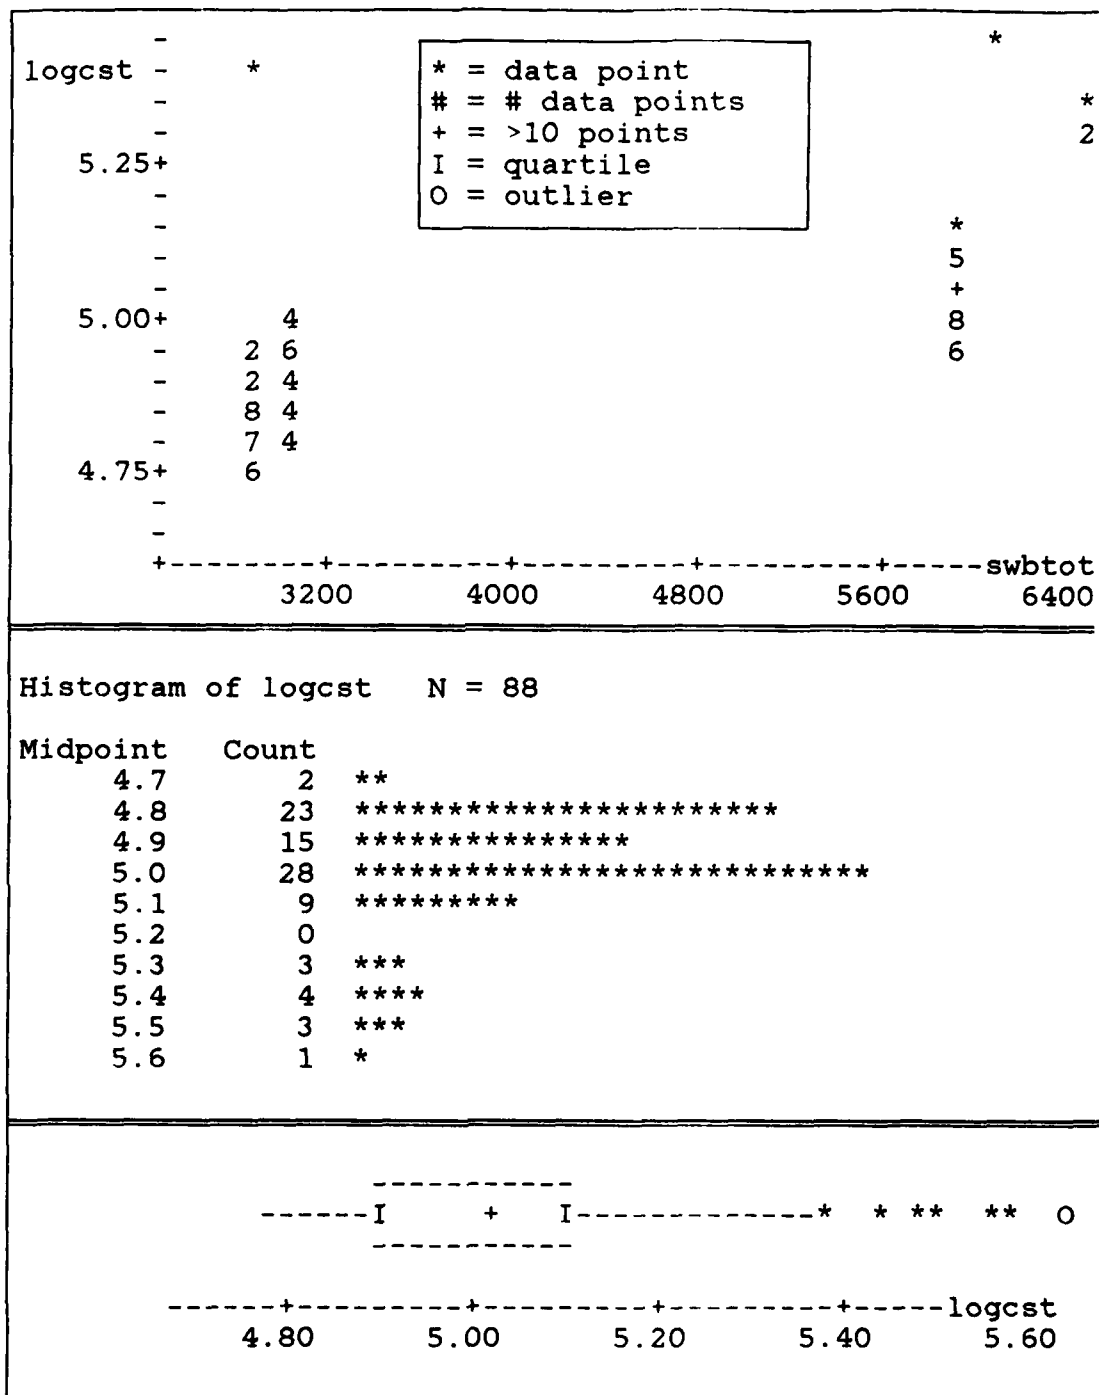 -                                            *
logcst -    *        * = data point
-                    # = # data points                  *
-                    + = >10 points                     2
5.25+                I = quartile
-                    O = outlier
-                                          *
-                                          5
-                                          +
5.00+      4                               8
-    2 6                                   6
-    2 4
-    8 4
-    7 4
4.75+    6
-
-
+--------+---------+---------+---------+-----swbtot
3200      4000      4800      5600      6400
Histogram of logcst   N = 88
Midpoint   Count
4.7       2  **
4.8      23  ***********************
4.9      15  ***************
5.0      28  ****************************
5.1       9  *********
5.2       0
5.3       3  ***
5.4       4  ****
5.5       3  ***
5.6       1  *
-----------
------I     +   I-------------*  * **  **  O
-----------
------+---------+---------+---------+-----logcst
4.80      5.00      5.20      5.40      5.60